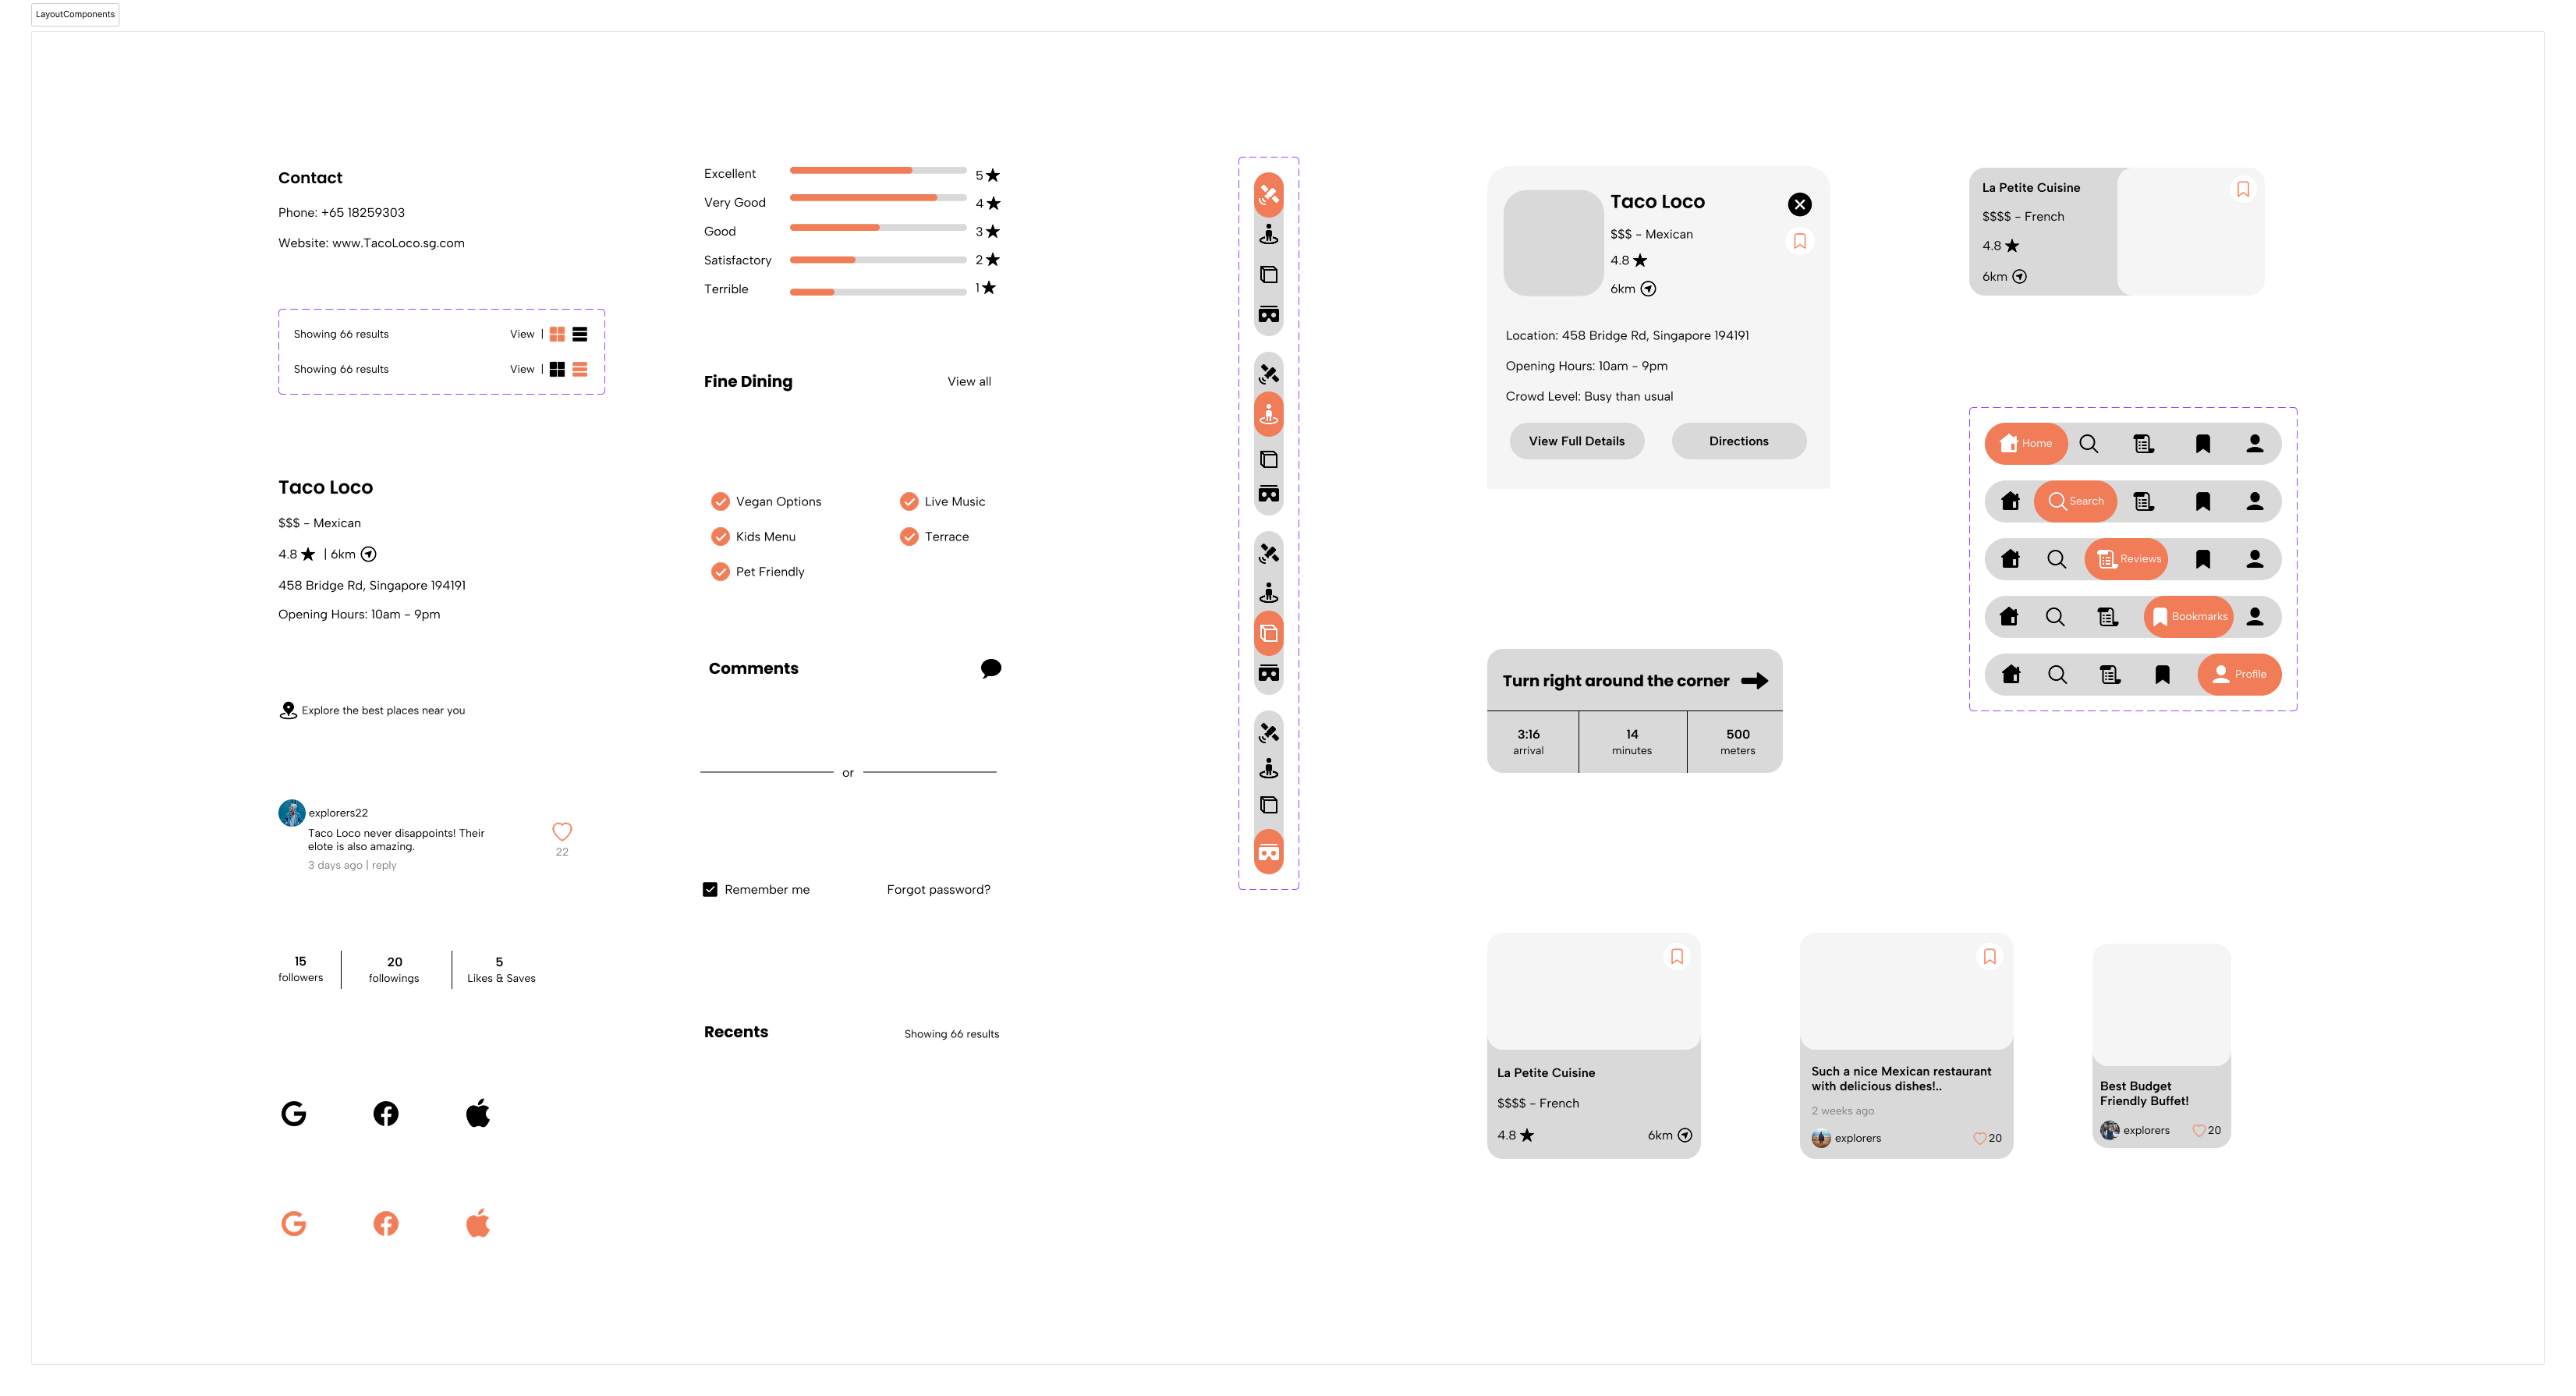 LayoutComponents
Contact
Phone: +65 18259303
Website: www.TacoLoco.sg.com
Showing 66 results View |
Showing 66 results View |
Taco Loco
$$$ - Mexican
4.8 | 6km
458 Bridge Rd, Singapore 194191
Opening Hours: 10am - 9pm
Explore the best places near you
explorers22
Taco Loco never disappoints! Their
elote is also amazing.
3 days ago | reply
22
15 20 5
followers followings Likes & Saves
Excellent 5
Very Good 4
Good 3
Satisfactory 2
Terrible 1
Fine Dining View all
Vegan Options Live Music
Kids Menu Terrace
Pet Friendly
Comments
or
Remember me Forgot password?
Recents Showing 66 results
Taco Loco
$$$ - Mexican
4.8
6km
Location: 458 Bridge Rd, Singapore 194191
Opening Hours: 10am - 9pm
Crowd Level: Busy than usual
View Full Details Directions
Turn right around the corner
3:16 14 500
arrival minutes meters
La Petite Cuisine
$$$$ - French
4.8 6km
Such a nice Mexican restaurant
with delicious dishes!..
2 weeks ago
explorers 20
Best Budget
Friendly Buffet!
explorers 20
La Petite Cuisine
$$$$ - French
4.8
6km
Home
Search
Reviews
Bookmarks
Profile